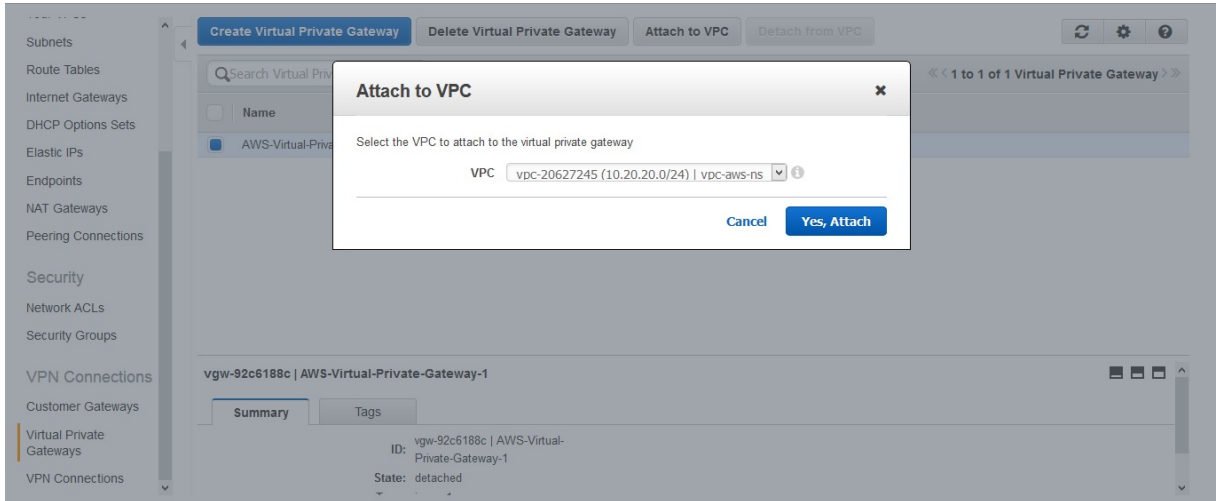 Subnets
Route Tables
Internet Gateways
DHCP Options Sets
Elastic IPs
Endpoints
NAT Gateways
Peering Connections
Security
Network ACLs
Security Groups
VPN Connections
Customer Gateways
Virtual Private
Gateways
VPN Connections
Create Virtual Private Gateway
Delete Virtual Private Gateway
Attach to VPC
Detach from VPC
Search Virtual Priv
1 to 1 of 1 Virtual Private Gateway
Name
AWS-Virtual-Priva
Attach to VPC
Select the VPC to attach to the virtual private gateway
VPC
vpc-20627245 (10.20.20.0/24) | vpc-aws-ns
Cancel
Yes, Attach
vgw-92c6188c | AWS-Virtual-Private-Gateway-1
Summary
Tags
ID: vgw-92c6188c | AWS-Virtual-
Private-Gateway-1
State: detached